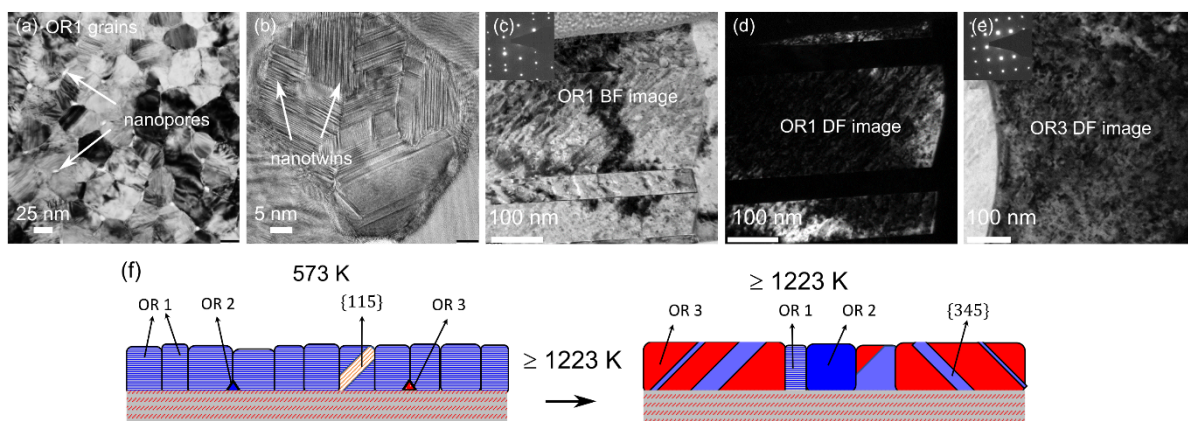 (a) OR1 grains
nanopores
25 nm
(b)
nanotwins
5 nm
(c)
OR1 BF image
100 nm
(d)
OR1 DF image
100 nm
(e)
OR3 DF image
100 nm
(f)
573 K
OR 1
OR 2
{115}
OR 3
≥ 1223 K
≥ 1223 K
OR 3
OR 1
OR 2
{345}